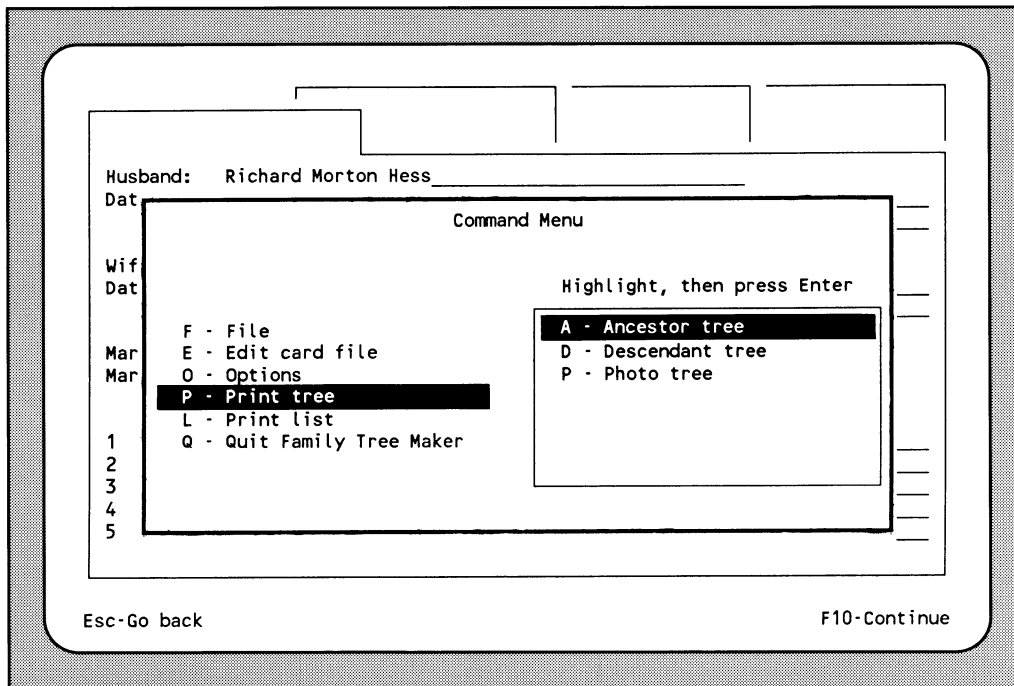 Husband: Richard Morton Hess
Dat
Command Menu
Wif
Dat
Highlight, then press Enter
F - File
E - Edit card file
O - Options
P - Print tree
L - Print list
Q - Quit Family Tree Maker
A - Ancestor tree
D - Descendant tree
P - Photo tree
Mar
Mar
1
2
3
4
5
Esc-Go back
F10-Continue